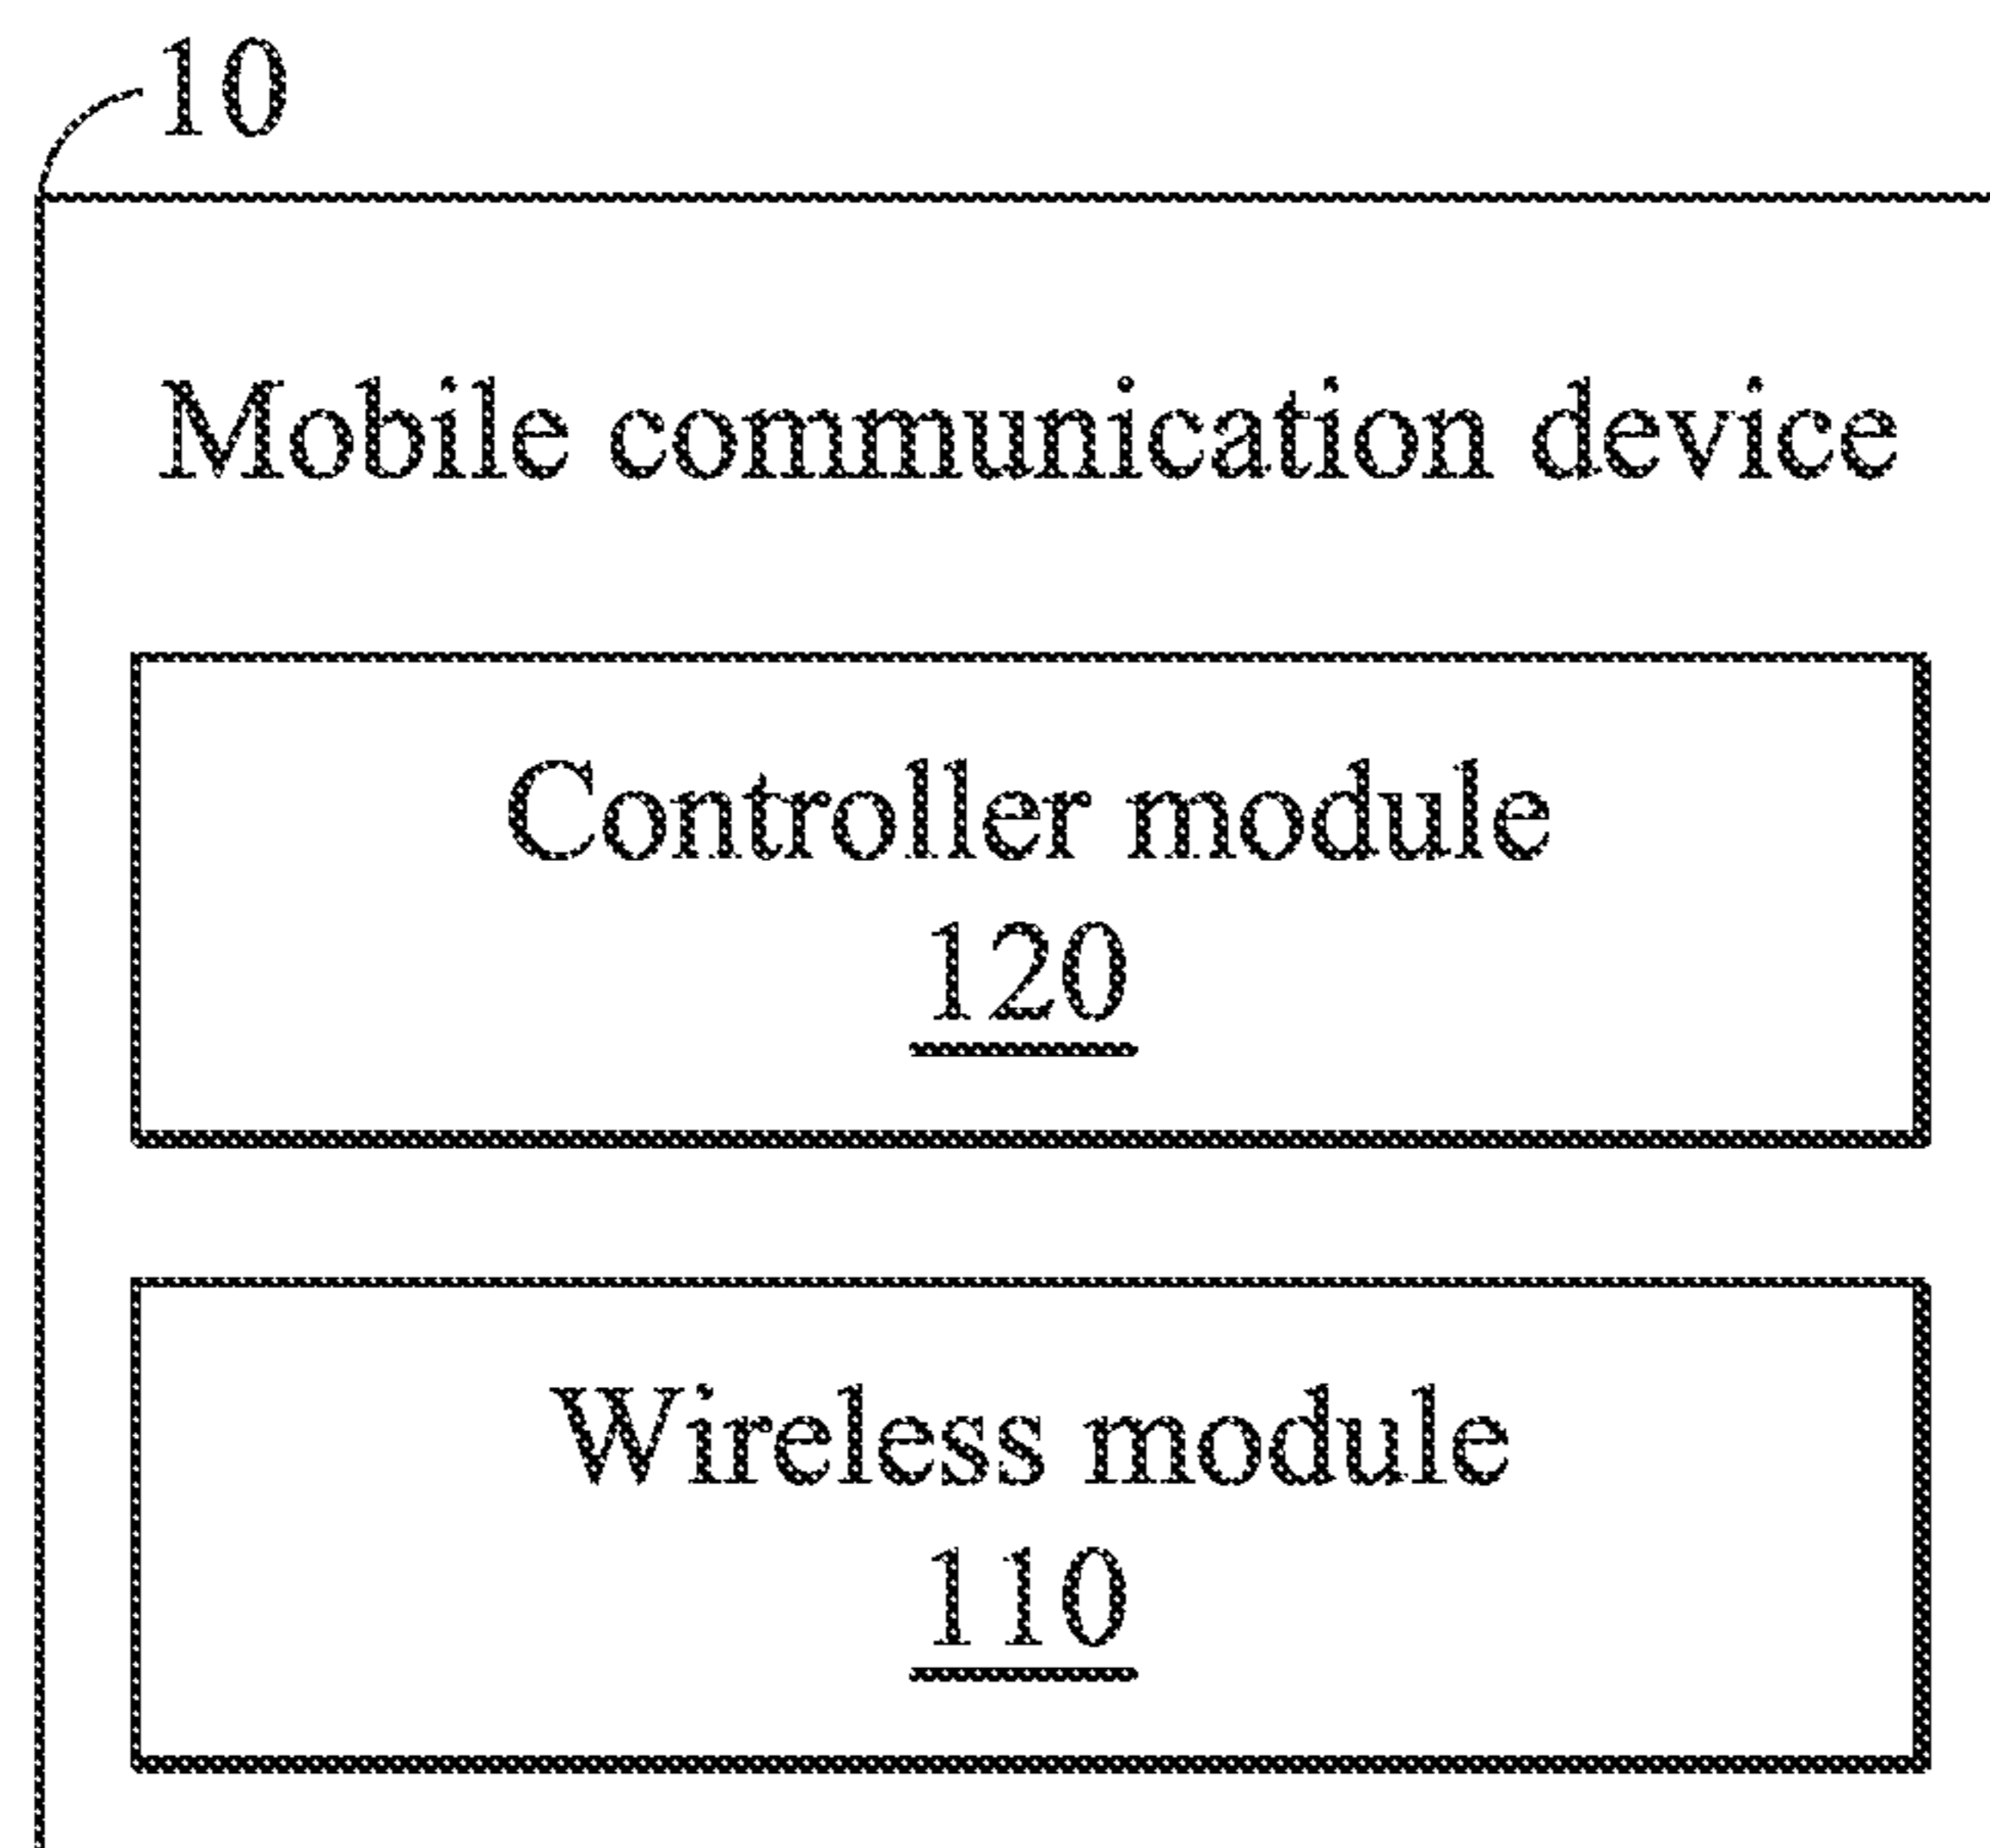 10
Mobile communication device
Controller module
120
Wireless module
110